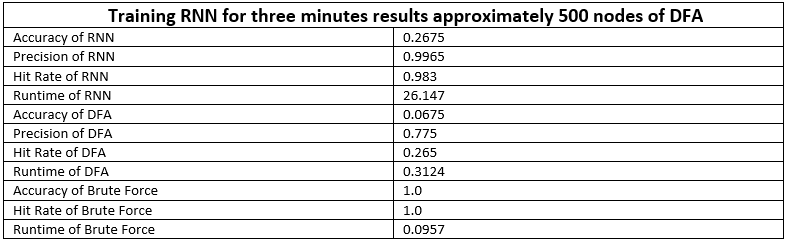 Training RNN for three minutes results approximately 500 nodes of DFA
Accuracy of RNN 0.2675
Precision of RNN 0.9965
Hit Rate of RNN 0.983
Runtime of RNN 26.147
Accuracy of DFA 0.0675
Precision of DFA 0.775
Hit Rate of DFA 0.265
Runtime of DFA 0.3124
Accuracy of Brute Force 1.0
Hit Rate of Brute Force 1.0
Runtime of Brute Force 0.0957